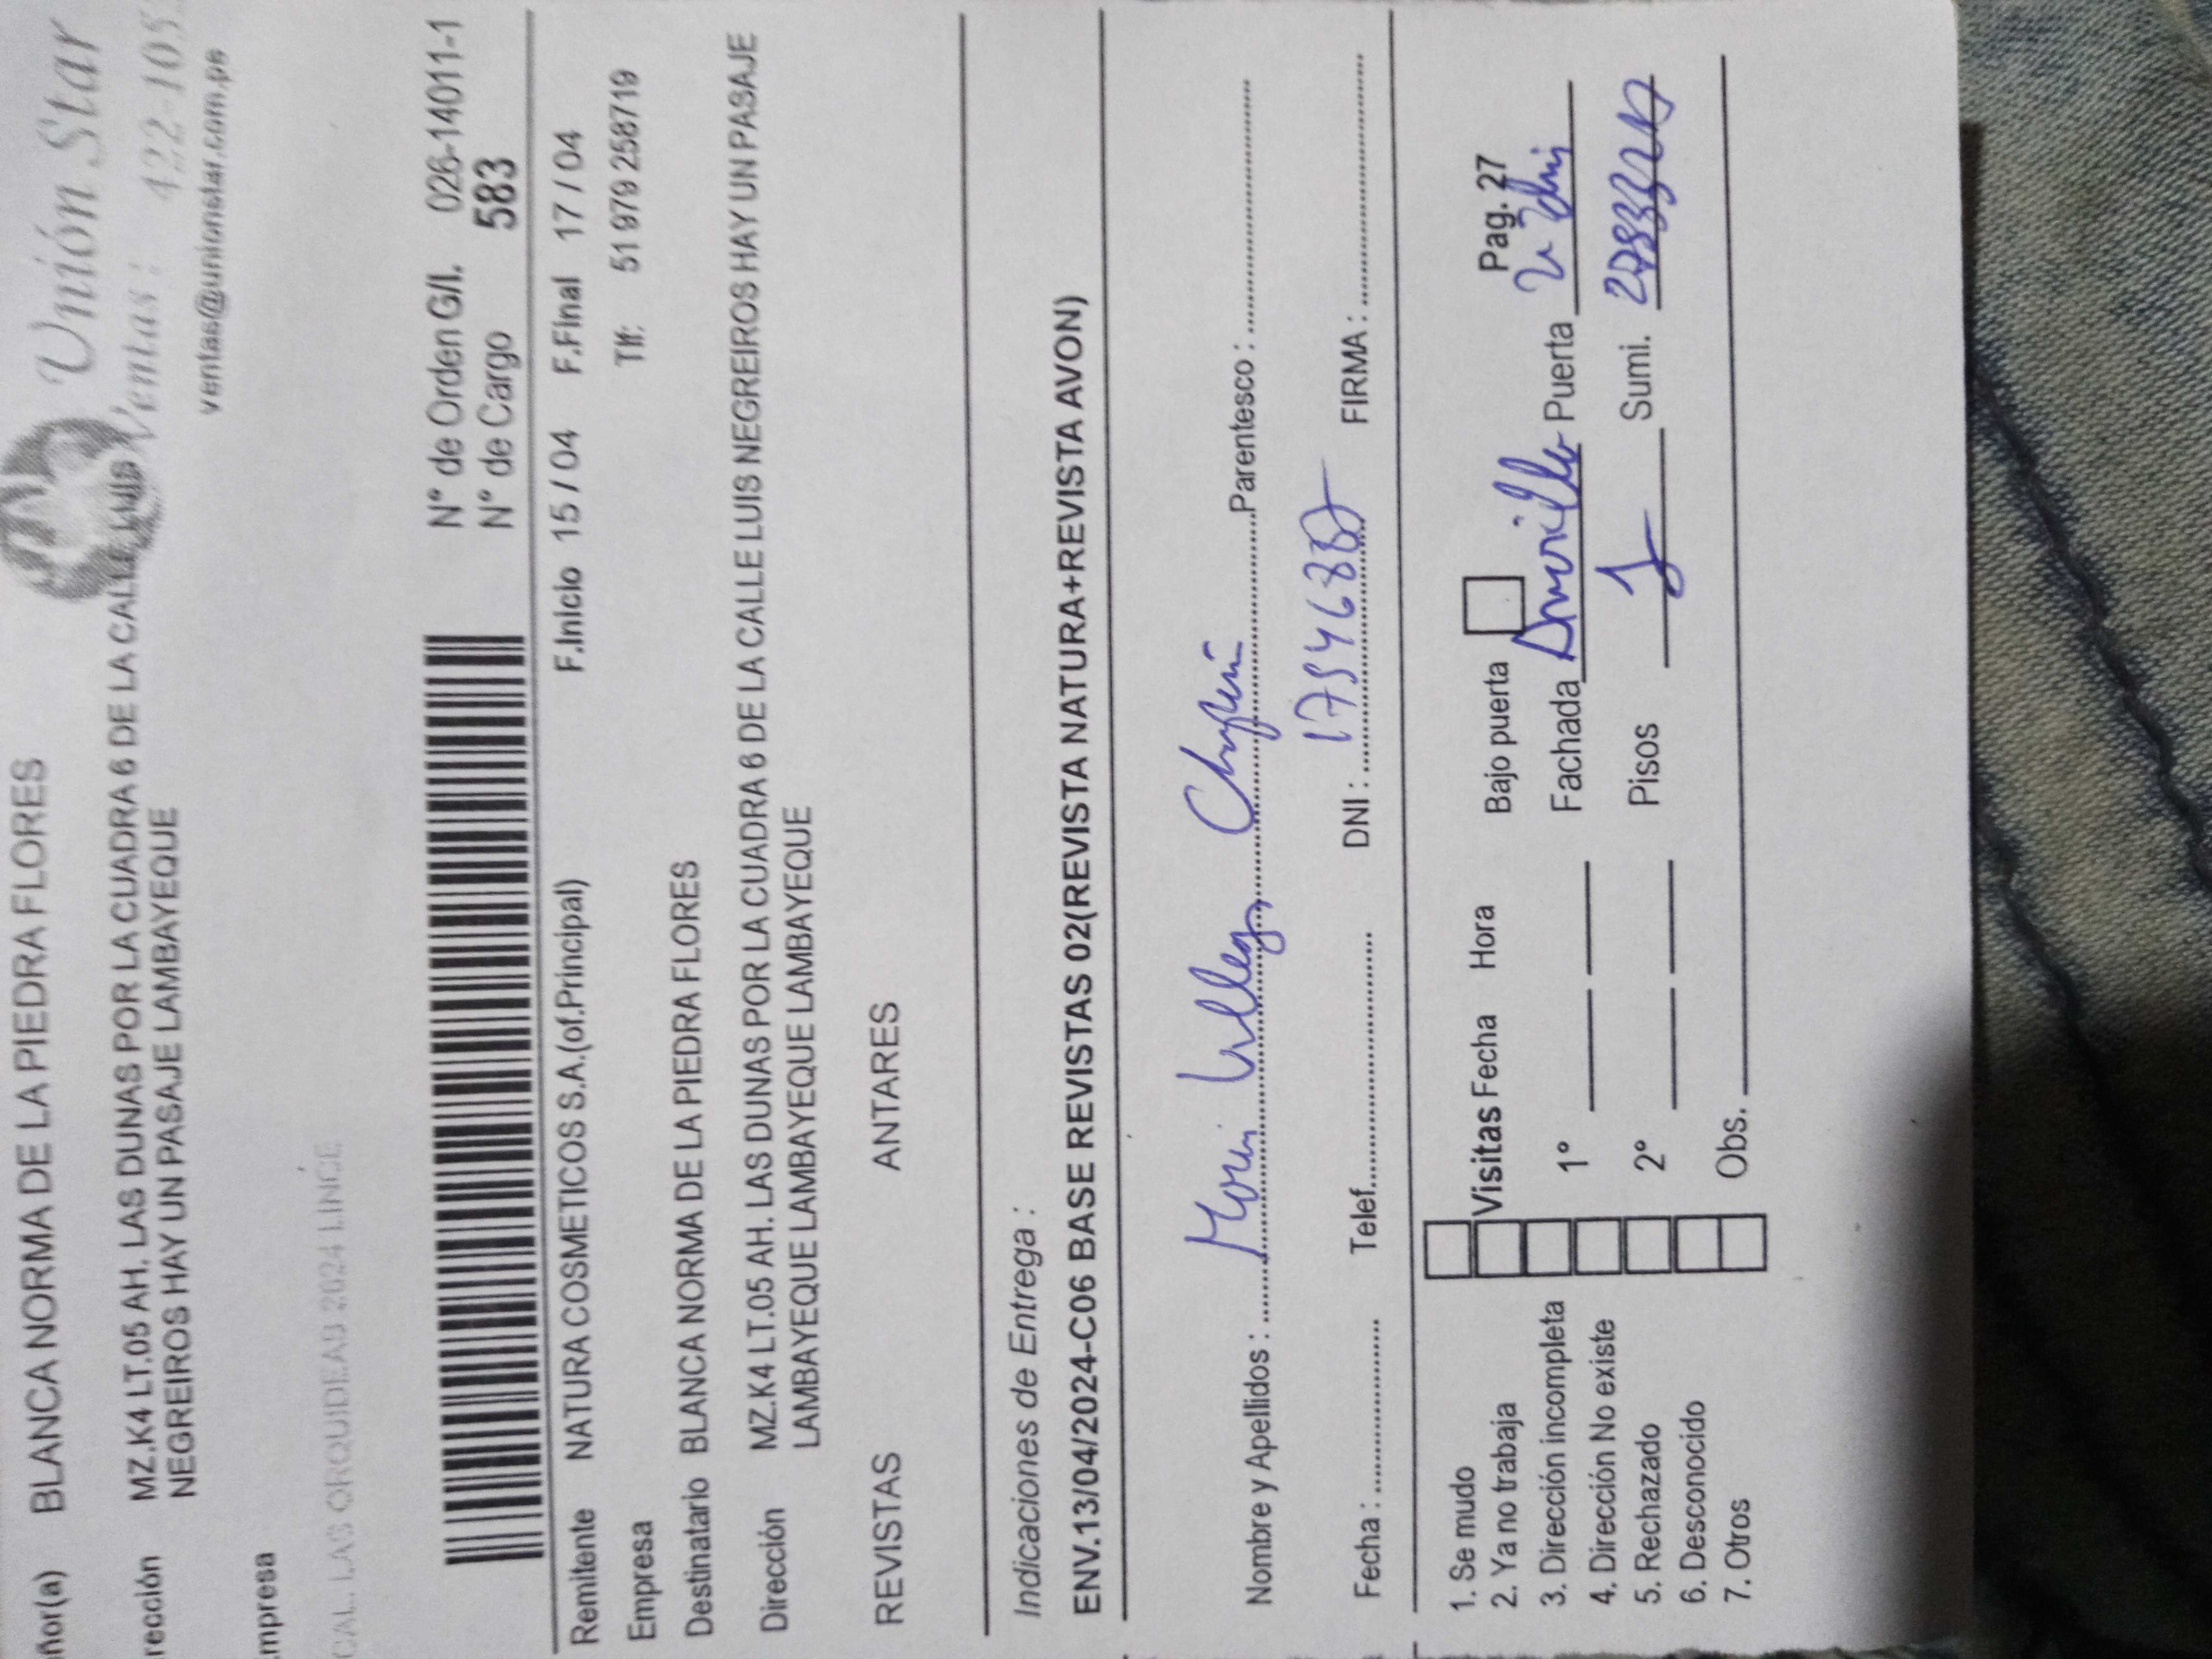 ñor(a) BLANCA NORMA DE LA PIEDRA FLORES
Unión Star
rección MZ.K4 LT.05 AH. LAS DUNAS POR LA CUADRA 6 DE LA CALLE LUIS
Ventas : 422-105
NEGREIROS HAY UN PASAJE LAMBAYEQUE
ventas@unionstar.com.pe
mpresa
CAL. LAS ORQUIDEAS 2624 LINCE
N° de Orden G/I. 026-14011-1
N° de Cargo 583
Remitente NATURA COSMETICOS S.A.(of.Principal) F.Inicio 15 / 04 F.Final 17 / 04
Empresa Tlf: 51 979 258719
Destinatario BLANCA NORMA DE LA PIEDRA FLORES
Dirección MZ.K4 LT.05 AH. LAS DUNAS POR LA CUADRA 6 DE LA CALLE LUIS NEGREIROS HAY UN PASAJE
LAMBAYEQUE LAMBAYEQUE LAMBAYEQUE
REVISTAS ANTARES
Indicaciones de Entrega :
ENV.13/04/2024-C06 BASE REVISTAS 02(REVISTA NATURA+REVISTA AVON)
Nombre y Apellidos : Parentesco :
Fecha : Telef. DNI : FIRMA :
1. Se mudo
2. Ya no trabaja
3. Dirección incompleta
4. Dirección No existe
5. Rechazado
6. Desconocido
7. Otros
Visitas Fecha Hora Bajo puerta Pag. 27
1° Fachada Amarillo Puerta
2° Pisos 1 Sumi.
Obs.